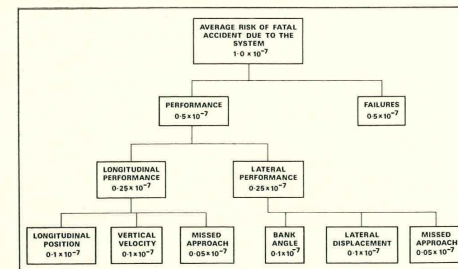 AVERAGE RISK OF FATAL
ACCIDENT DUE TO THE
SYSTEM
1·0 × 10⁻⁷
PERFORMANCE
0·5 × 10⁻⁷
FAILURES
0·5 × 10⁻⁷
LONGITUDINAL
PERFORMANCE
0·25 × 10⁻⁷
LATERAL
PERFORMANCE
0·25 × 10⁻⁷
LONGITUDINAL
POSITION
0·1 × 10⁻⁷
VERTICAL
VELOCITY
0·1 × 10⁻⁷
MISSED
APPROACH
0·05 × 10⁻⁷
BANK
ANGLE
0·1 × 10⁻⁷
LATERAL
DISPLACEMENT
0·1 × 10⁻⁷
MISSED
APPROACH
0·05 × 10⁻⁷